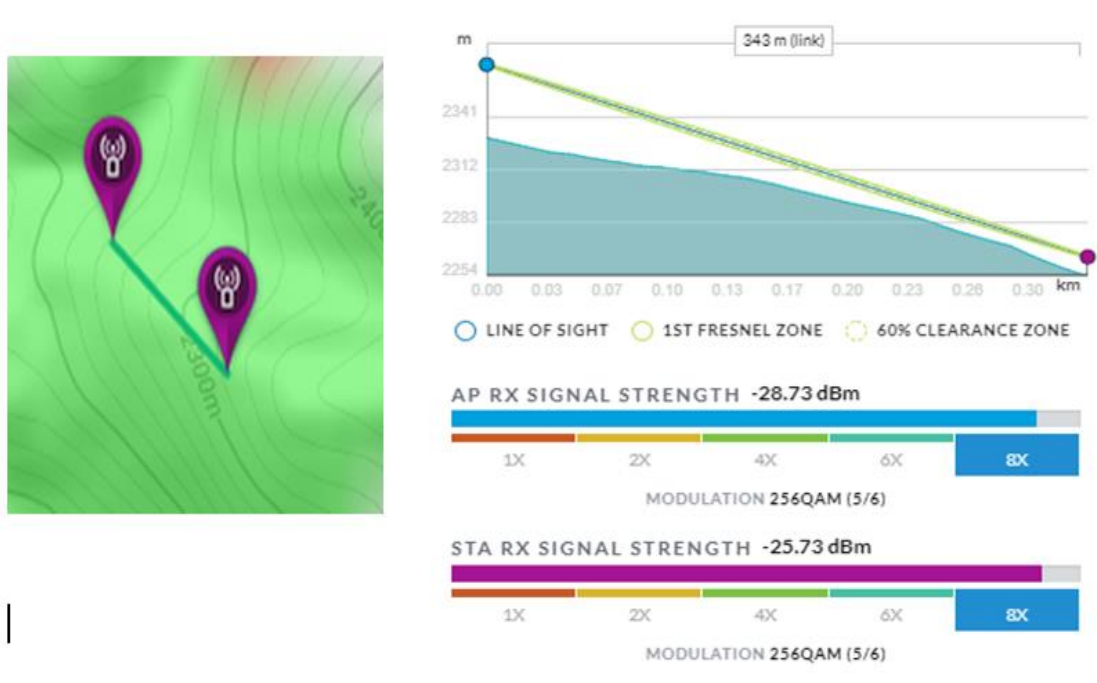 2400
2300m
m
343 m (link)
2341
2312
2283
2254
0.00 0.03 0.07 0.10 0.13 0.17 0.20 0.23 0.26 0.30 km
LINE OF SIGHT 1ST FRESNEL ZONE 60% CLEARANCE ZONE
AP RX SIGNAL STRENGTH -28.73 dBm
1X 2X 4X 6X 8X
MODULATION 256QAM (5/6)
STA RX SIGNAL STRENGTH -25.73 dBm
1X 2X 4X 6X 8X
MODULATION 256QAM (5/6)